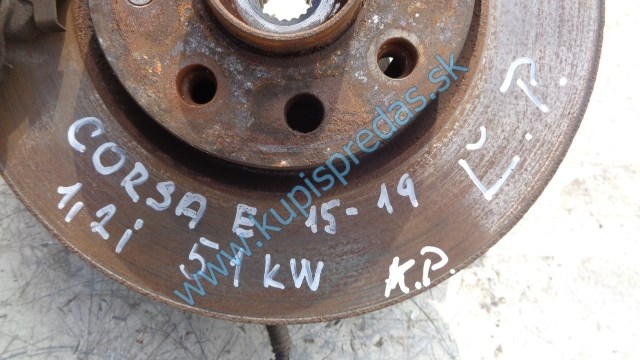 CORSA E 15-19 Ľ.P.
1,2i 51 kW K.P.
www.kupispredas.sk